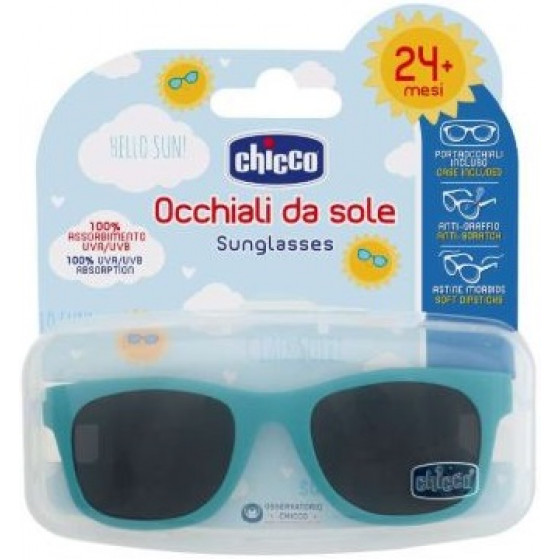 24+
mesi
HELLO SUN!
chicco
Occhiali da sole
Sunglasses
100%
ASSORBIMENTO
UVA/UVB
100% UVA/UVB
ABSORPTION
PORTAOCCHIALI
INCLUSO
CASE INCLUDED
ANTI-GRAFFIO
ANTI-SCRATCH
ASTINE MORBIDE
SOFT DIPSTICKS
chicco
OSSERVATORIO
· CHICCO ·